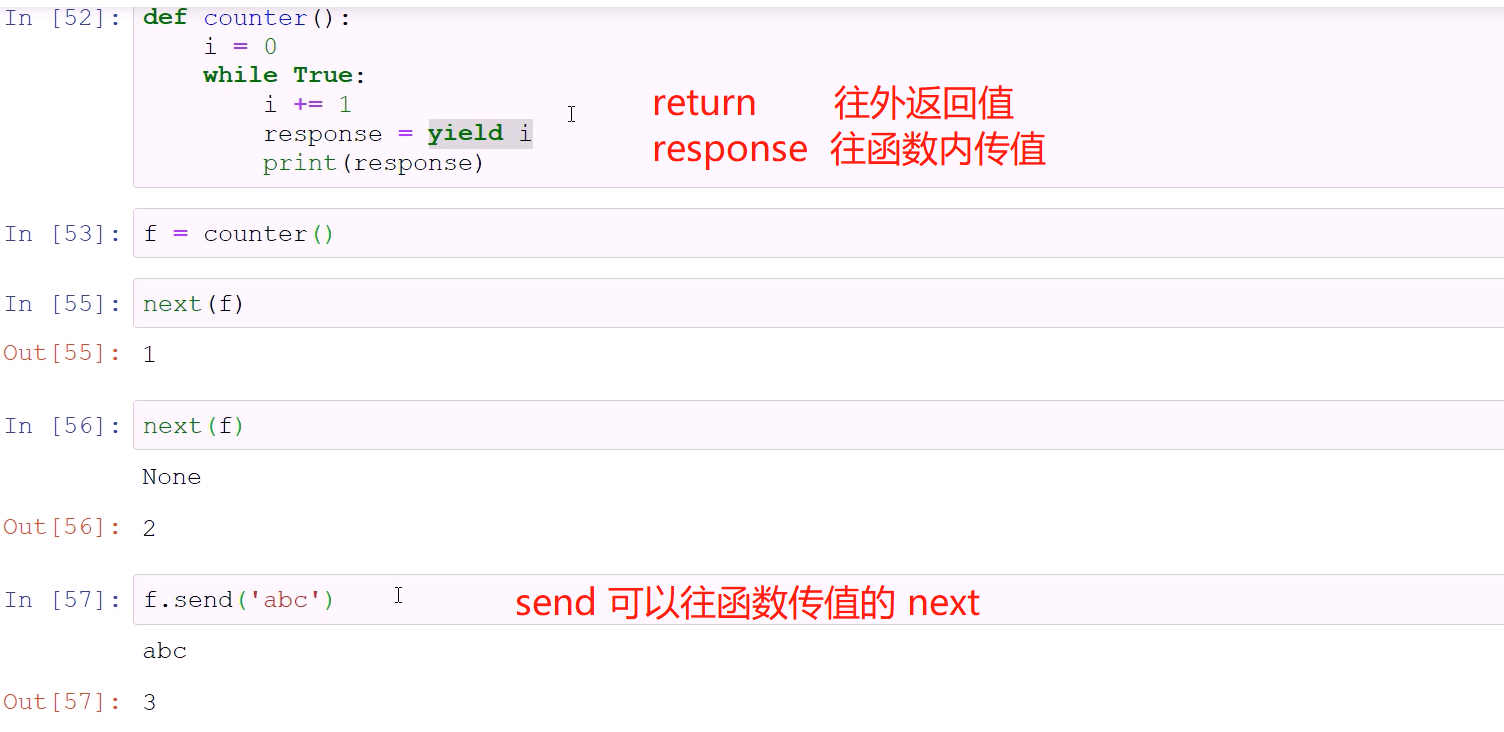 In [52]: def counter():
i = 0
while True:
i += 1
return 往外返回值
response = yield i
response 往函数内传值
print(response)
In [53]: f = counter()
In [55]: next(f)
Out[55]: 1
In [56]: next(f)
None
Out[56]: 2
In [57]: f.send('abc')
send 可以往函数传值的 next
abc
Out[57]: 3